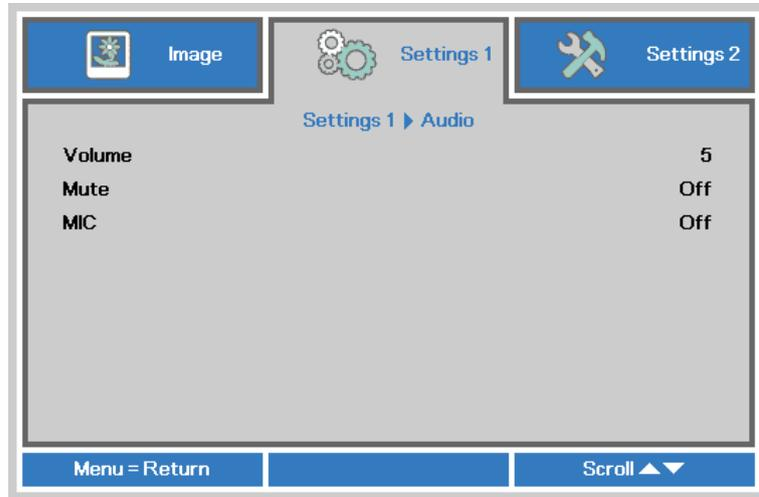 Image Settings 1 Settings 2
Settings 1 ▶ Audio
Volume 5
Mute Off
MIC Off
Menu = Return Scroll ▲▼